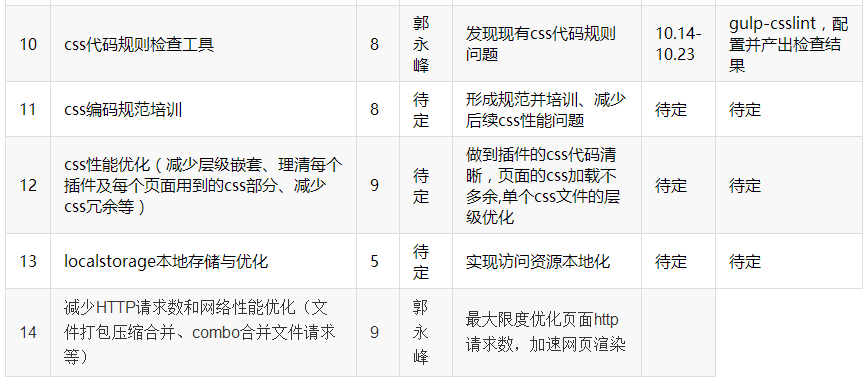 10 css代码规则检查工具 8 郭永峰 发现现有css代码规则问题 10.14-10.23 gulp-csslint，配置并产出检查结果
11 css编码规范培训 8 待定 形成规范并培训、减少后续css性能问题 待定 待定
12 css性能优化（减少层级嵌套、理清每个插件及每个页面用到的css部分、减少css冗余等） 9 待定 做到插件的css代码清晰，页面的css加载不多余,单个css文件的层级优化 待定 待定
13 localstorage本地存储与优化 5 待定 实现访问资源本地化 待定 待定
14 减少HTTP请求数和网络性能优化（文件打包压缩合并、combo合并文件请求等） 9 郭永峰 最大限度优化页面http请求数，加速网页渲染